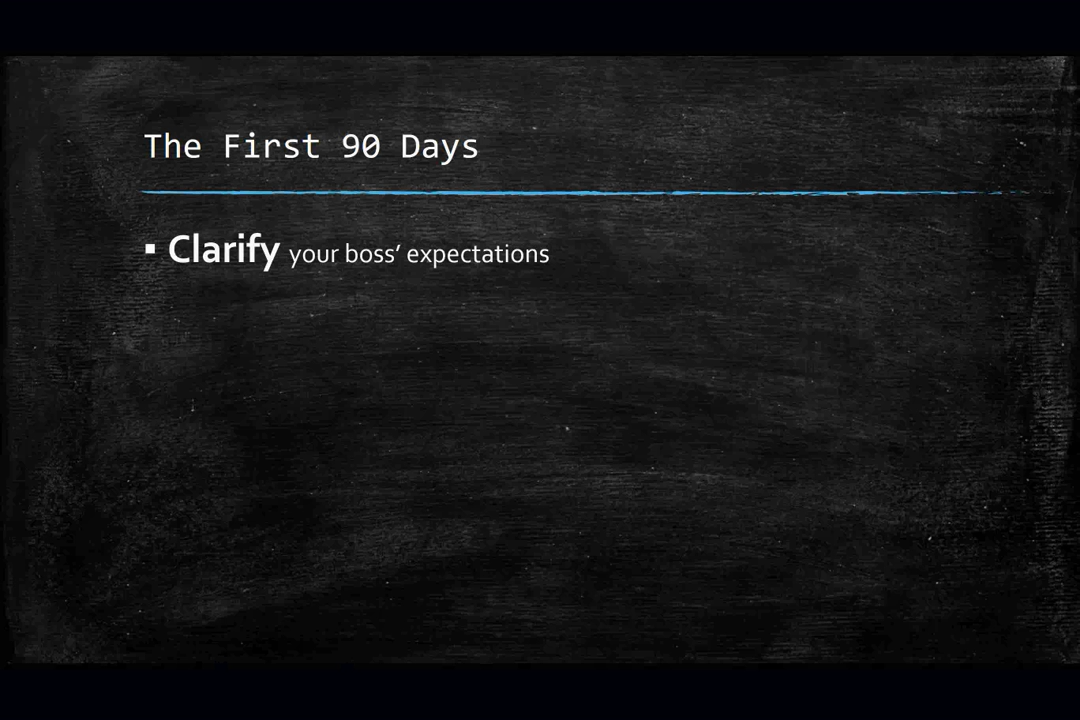 The First 90 Days
▪ Clarify your boss’ expectations